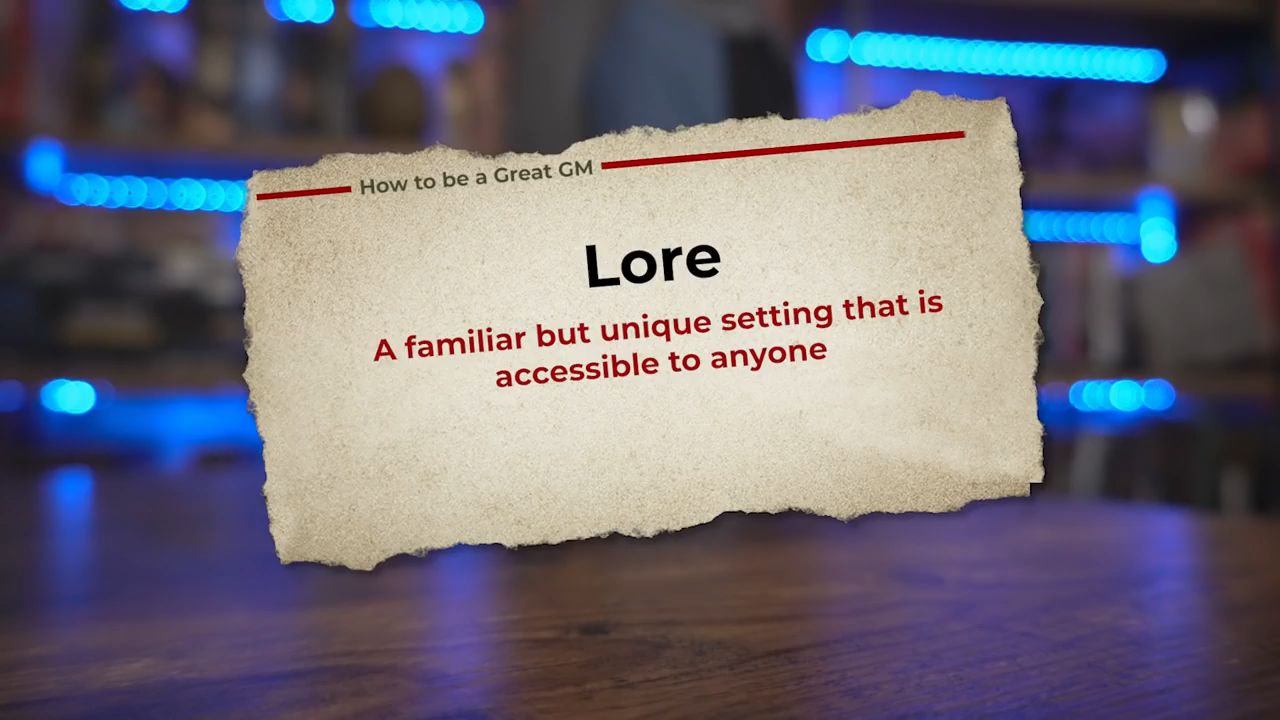 How to be a Great GM
Lore
A familiar but unique setting that is
accessible to anyone